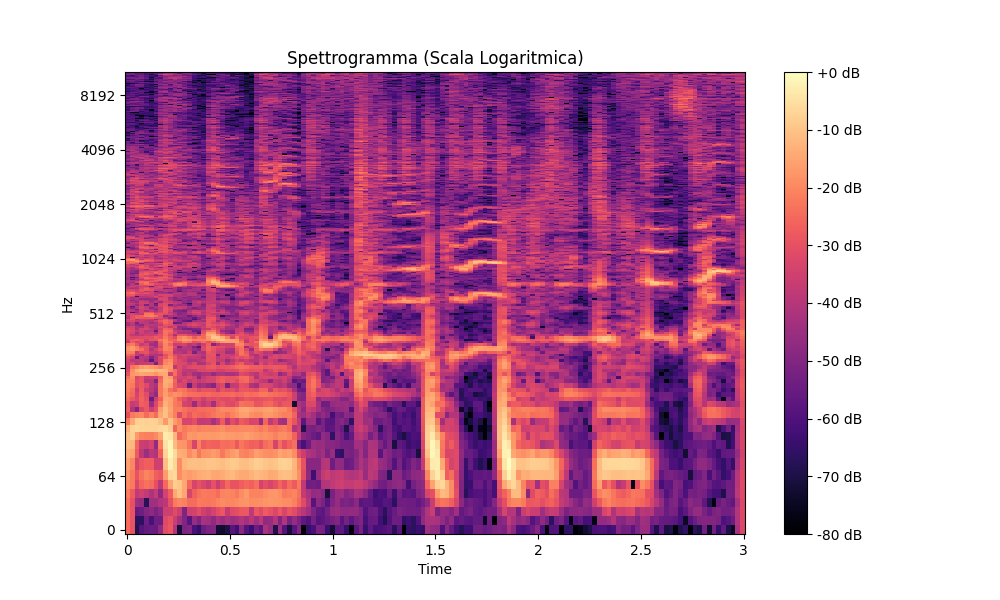 Spettrogramma (Scala Logaritmica)
8192
4096
2048
1024
512
256
128
64
0
Hz
0
0.5
1
1.5
2
2.5
3
Time
+0 dB
-10 dB
-20 dB
-30 dB
-40 dB
-50 dB
-60 dB
-70 dB
-80 dB